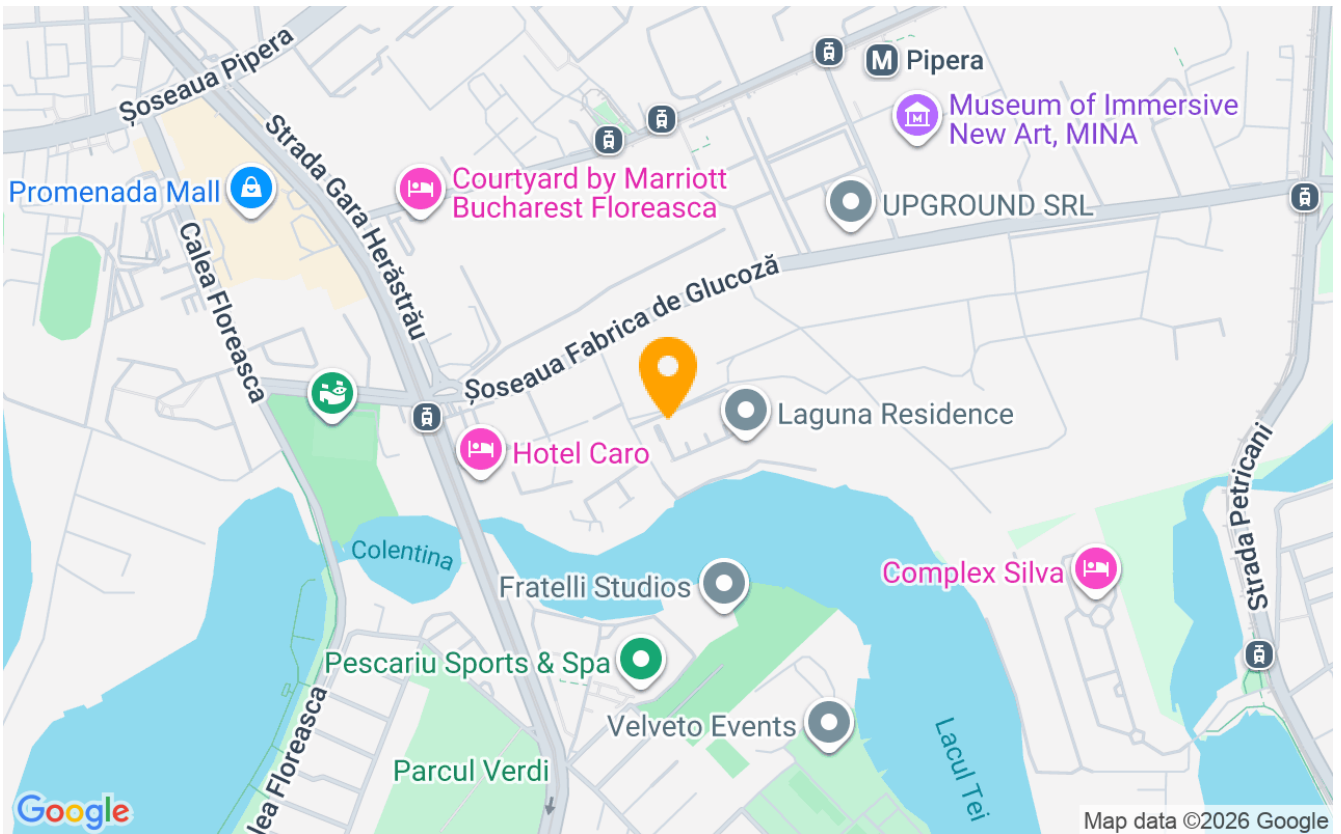 Șoseaua Pipera
M Pipera
Museum of Immersive
New Art, MINA
Strada Gara Herăstrău
Promenada Mall
Courtyard by Marriott
Bucharest Floreasca
UPGROUND SRL
Calea Floreasca
Șoseaua Fabrica de Glucoză
Laguna Residence
Hotel Caro
Strada Petricani
Colentina
Fratelli Studios
Complex Silva
Pescariu Sports & Spa
Velveto Events
Lacul Tei
Parcul Verdi
lea Floreasca
Google
Map data ©2026 Google